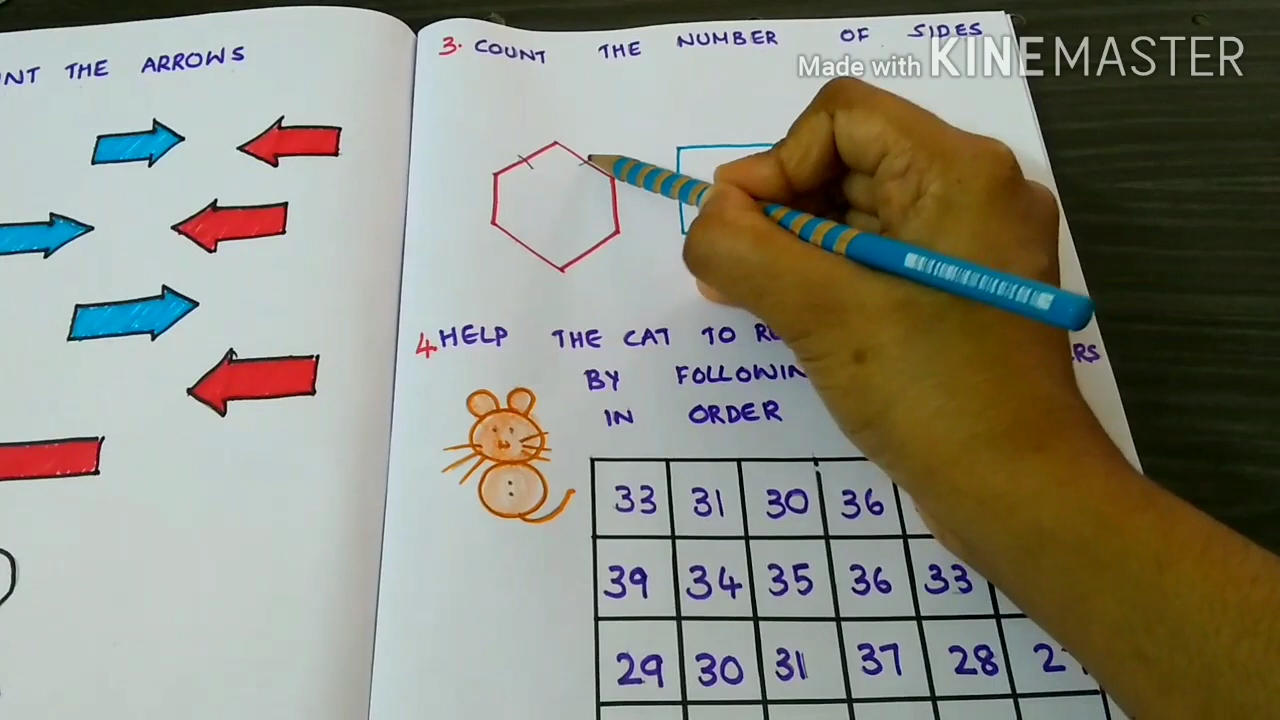 NT THE ARROWS
3. COUNT THE NUMBER OF SIDES
Made with KINEMASTER
4. HELP THE CAT TO
BY
IN ORDER
33 31 30 36
39 34 35 36 33
29 30 31 37 28